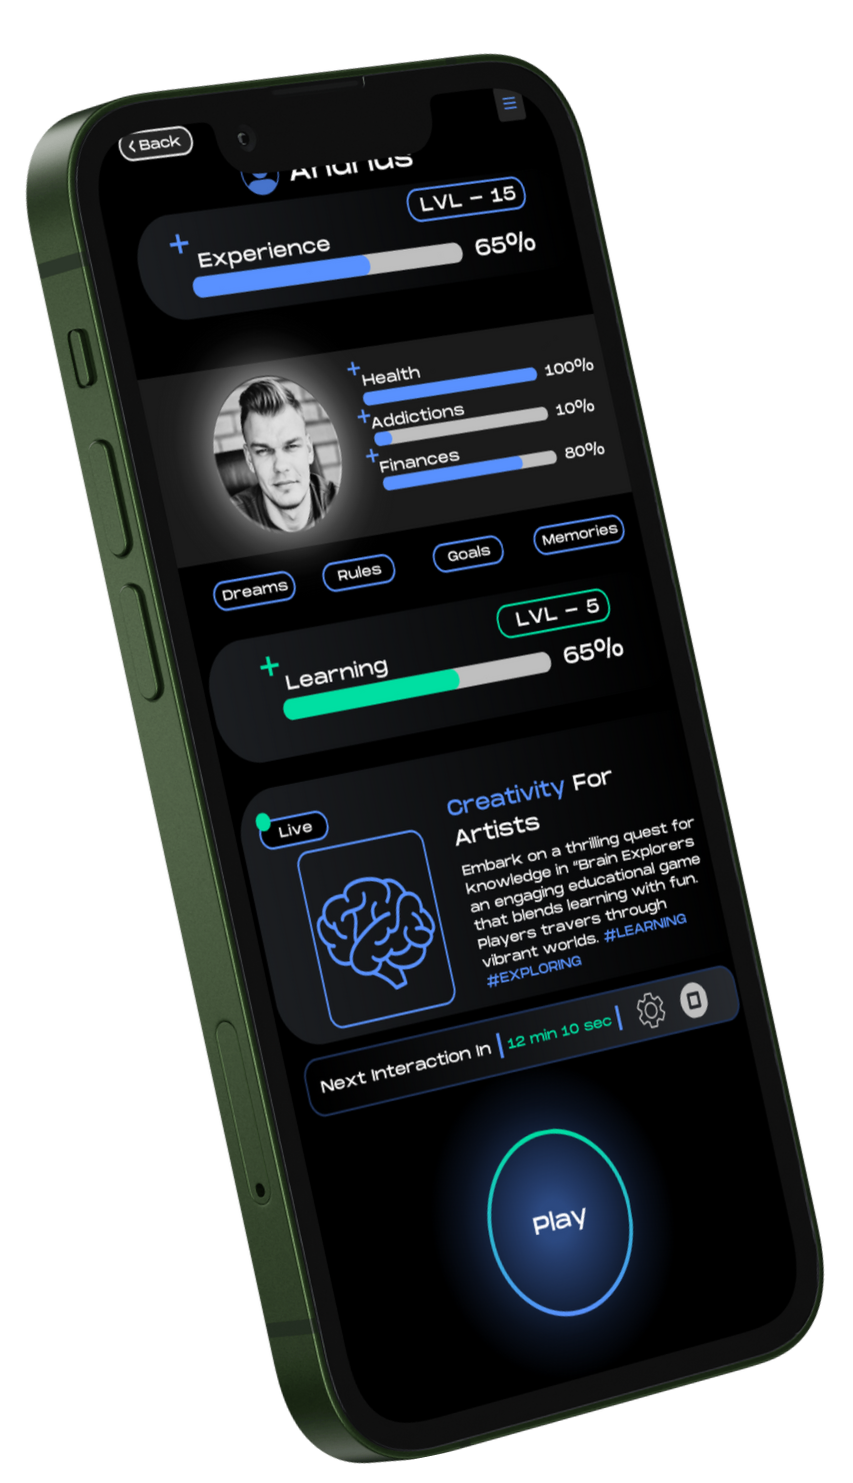 Back
Andrius
LVL - 15
Experience
65%
Health
100%
Addictions
10%
Finances
80%
Dreams
Rules
Goals
Memories
LVL - 5
Learning
65%
Live
Creativity For
Artists
Embark on a thrilling quest for
knowledge in "Brain Explorers
an engaging educational game
that blends learning with fun.
Players travers through
vibrant worlds. #LEARNING
#EXPLORING
Next Interaction In | 12 min 10 sec |
Play